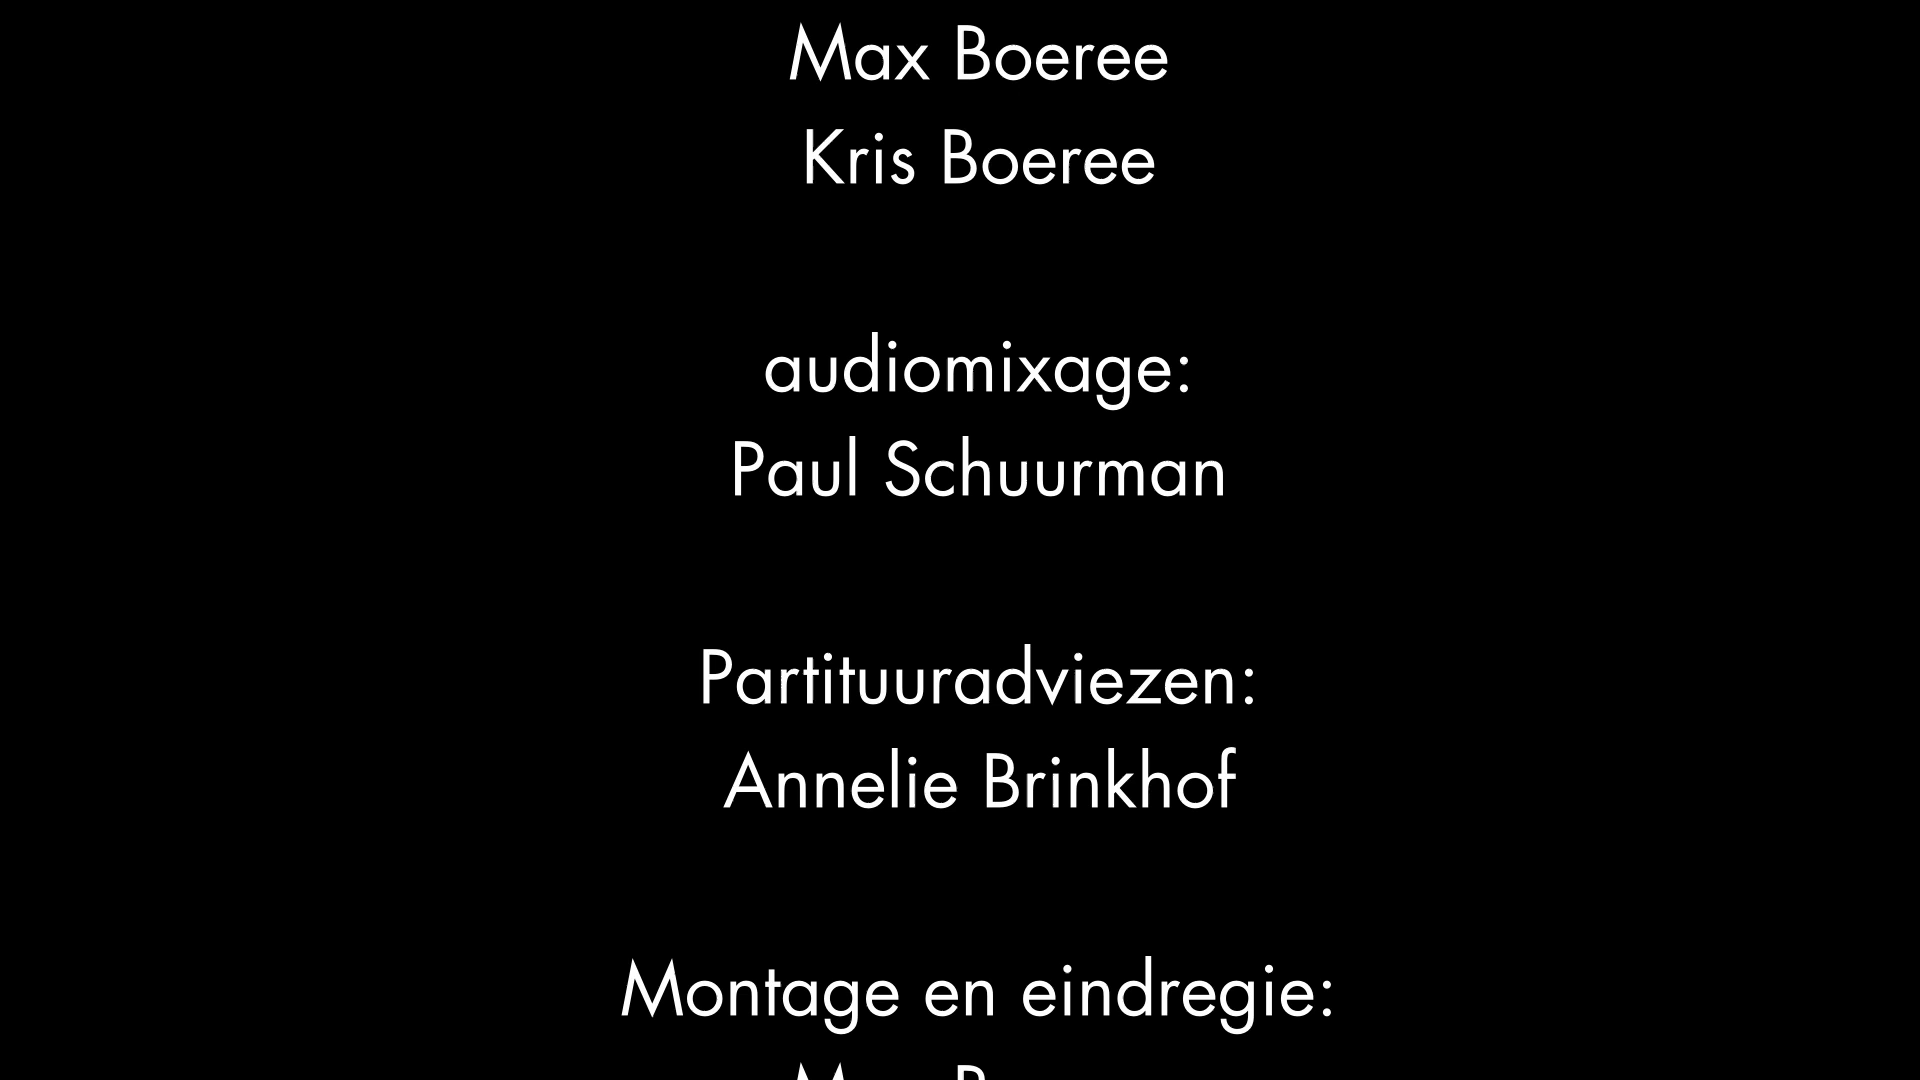 Max Boeree
Kris Boeree
audiomixage:
Paul Schuurman
Partituuradviezen:
Annelie Brinkhof
Montage en eindregie: